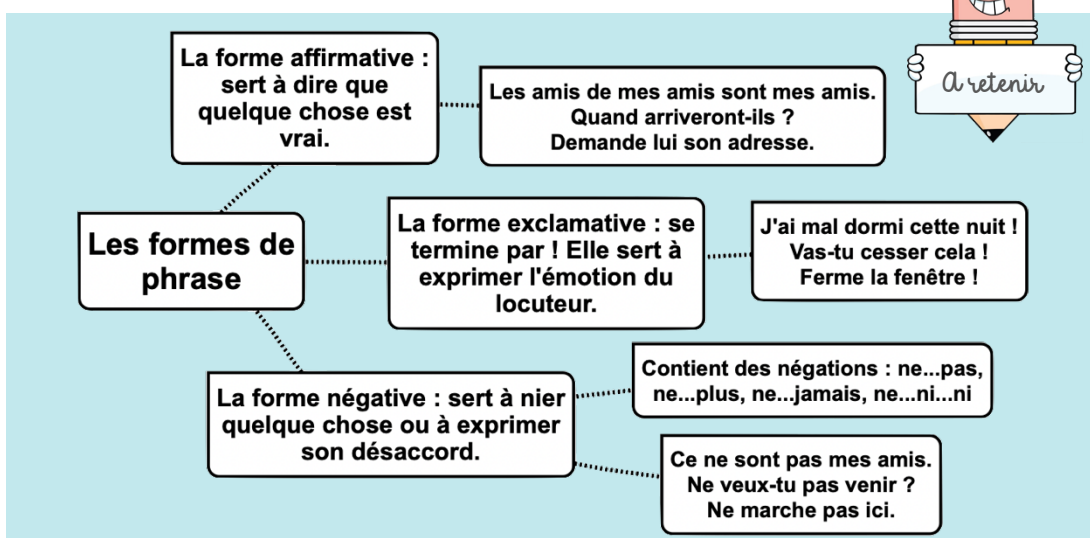 A retenir
La forme affirmative :
sert à dire que
quelque chose est
vrai.
Les amis de mes amis sont mes amis.
Quand arriveront-ils ?
Demande lui son adresse.
Les formes de
phrase
La forme exclamative : se
termine par ! Elle sert à
exprimer l'émotion du
locuteur.
J'ai mal dormi cette nuit !
Vas-tu cesser cela !
Ferme la fenêtre !
La forme négative : sert à nier
quelque chose ou à exprimer
son désaccord.
Contient des négations : ne...pas,
ne...plus, ne...jamais, ne...ni...ni
Ce ne sont pas mes amis.
Ne veux-tu pas venir ?
Ne marche pas ici.